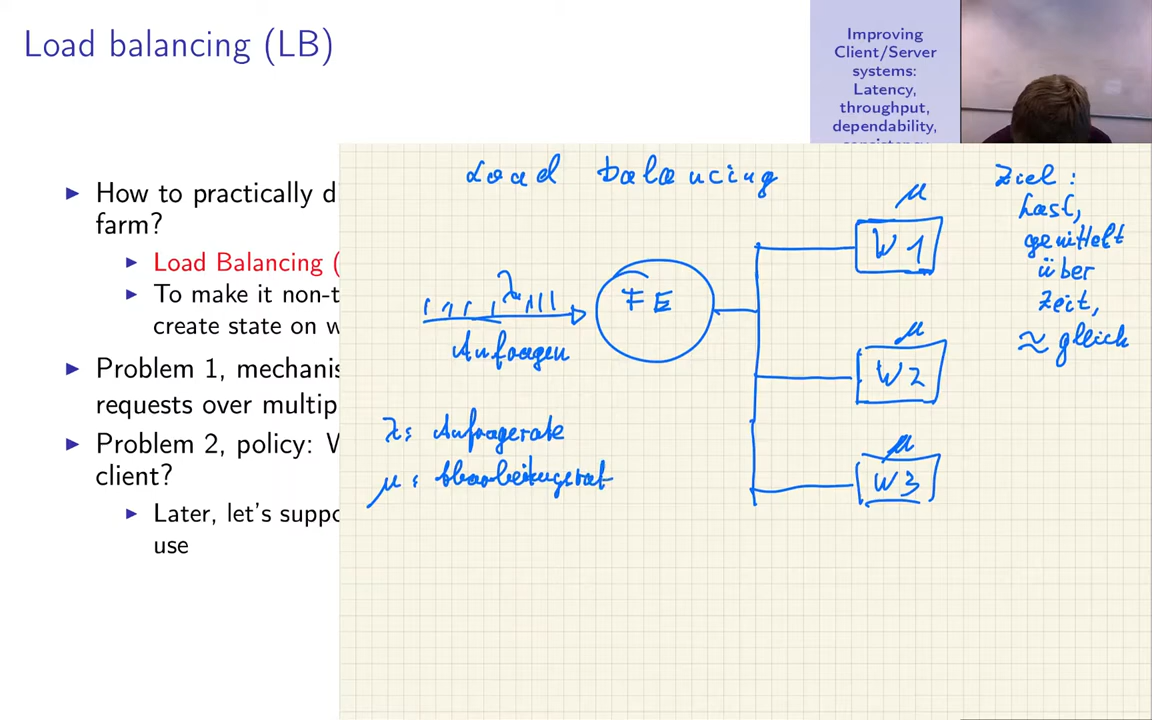 Load balancing (LB)
Improving
Client/Server
systems:
Latency,
throughput,
dependability,
consistency
How to practically d
farm?
Load Balancing (
To make it non-t
create state on w
Problem 1, mechanis
requests over multip
Problem 2, policy: W
client?
Later, let's suppo
use
Load balancing
λ
Anfragen
FE
μ
W1
μ
W2
μ
W3
Ziel:
Last,
gemittelt
über
Zeit,
≈ gleich
λ: Anfragerate
μ: Abarbeitungsrat